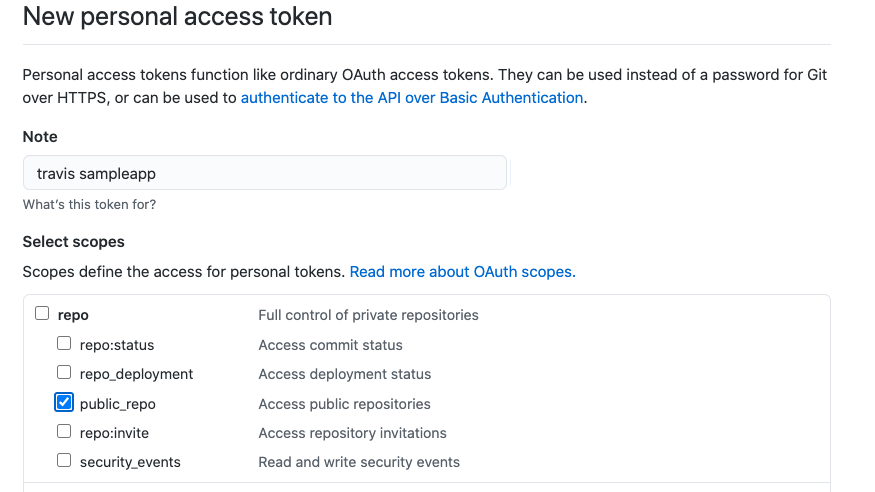 New personal access token
Personal access tokens function like ordinary OAuth access tokens. They can be used instead of a password for Git
over HTTPS, or can be used to authenticate to the API over Basic Authentication.
Note
travis sampleapp
What's this token for?
Select scopes
Scopes define the access for personal tokens. Read more about OAuth scopes.
repo Full control of private repositories
repo:status Access commit status
repo_deployment Access deployment status
public_repo Access public repositories
repo:invite Access repository invitations
security_events Read and write security events